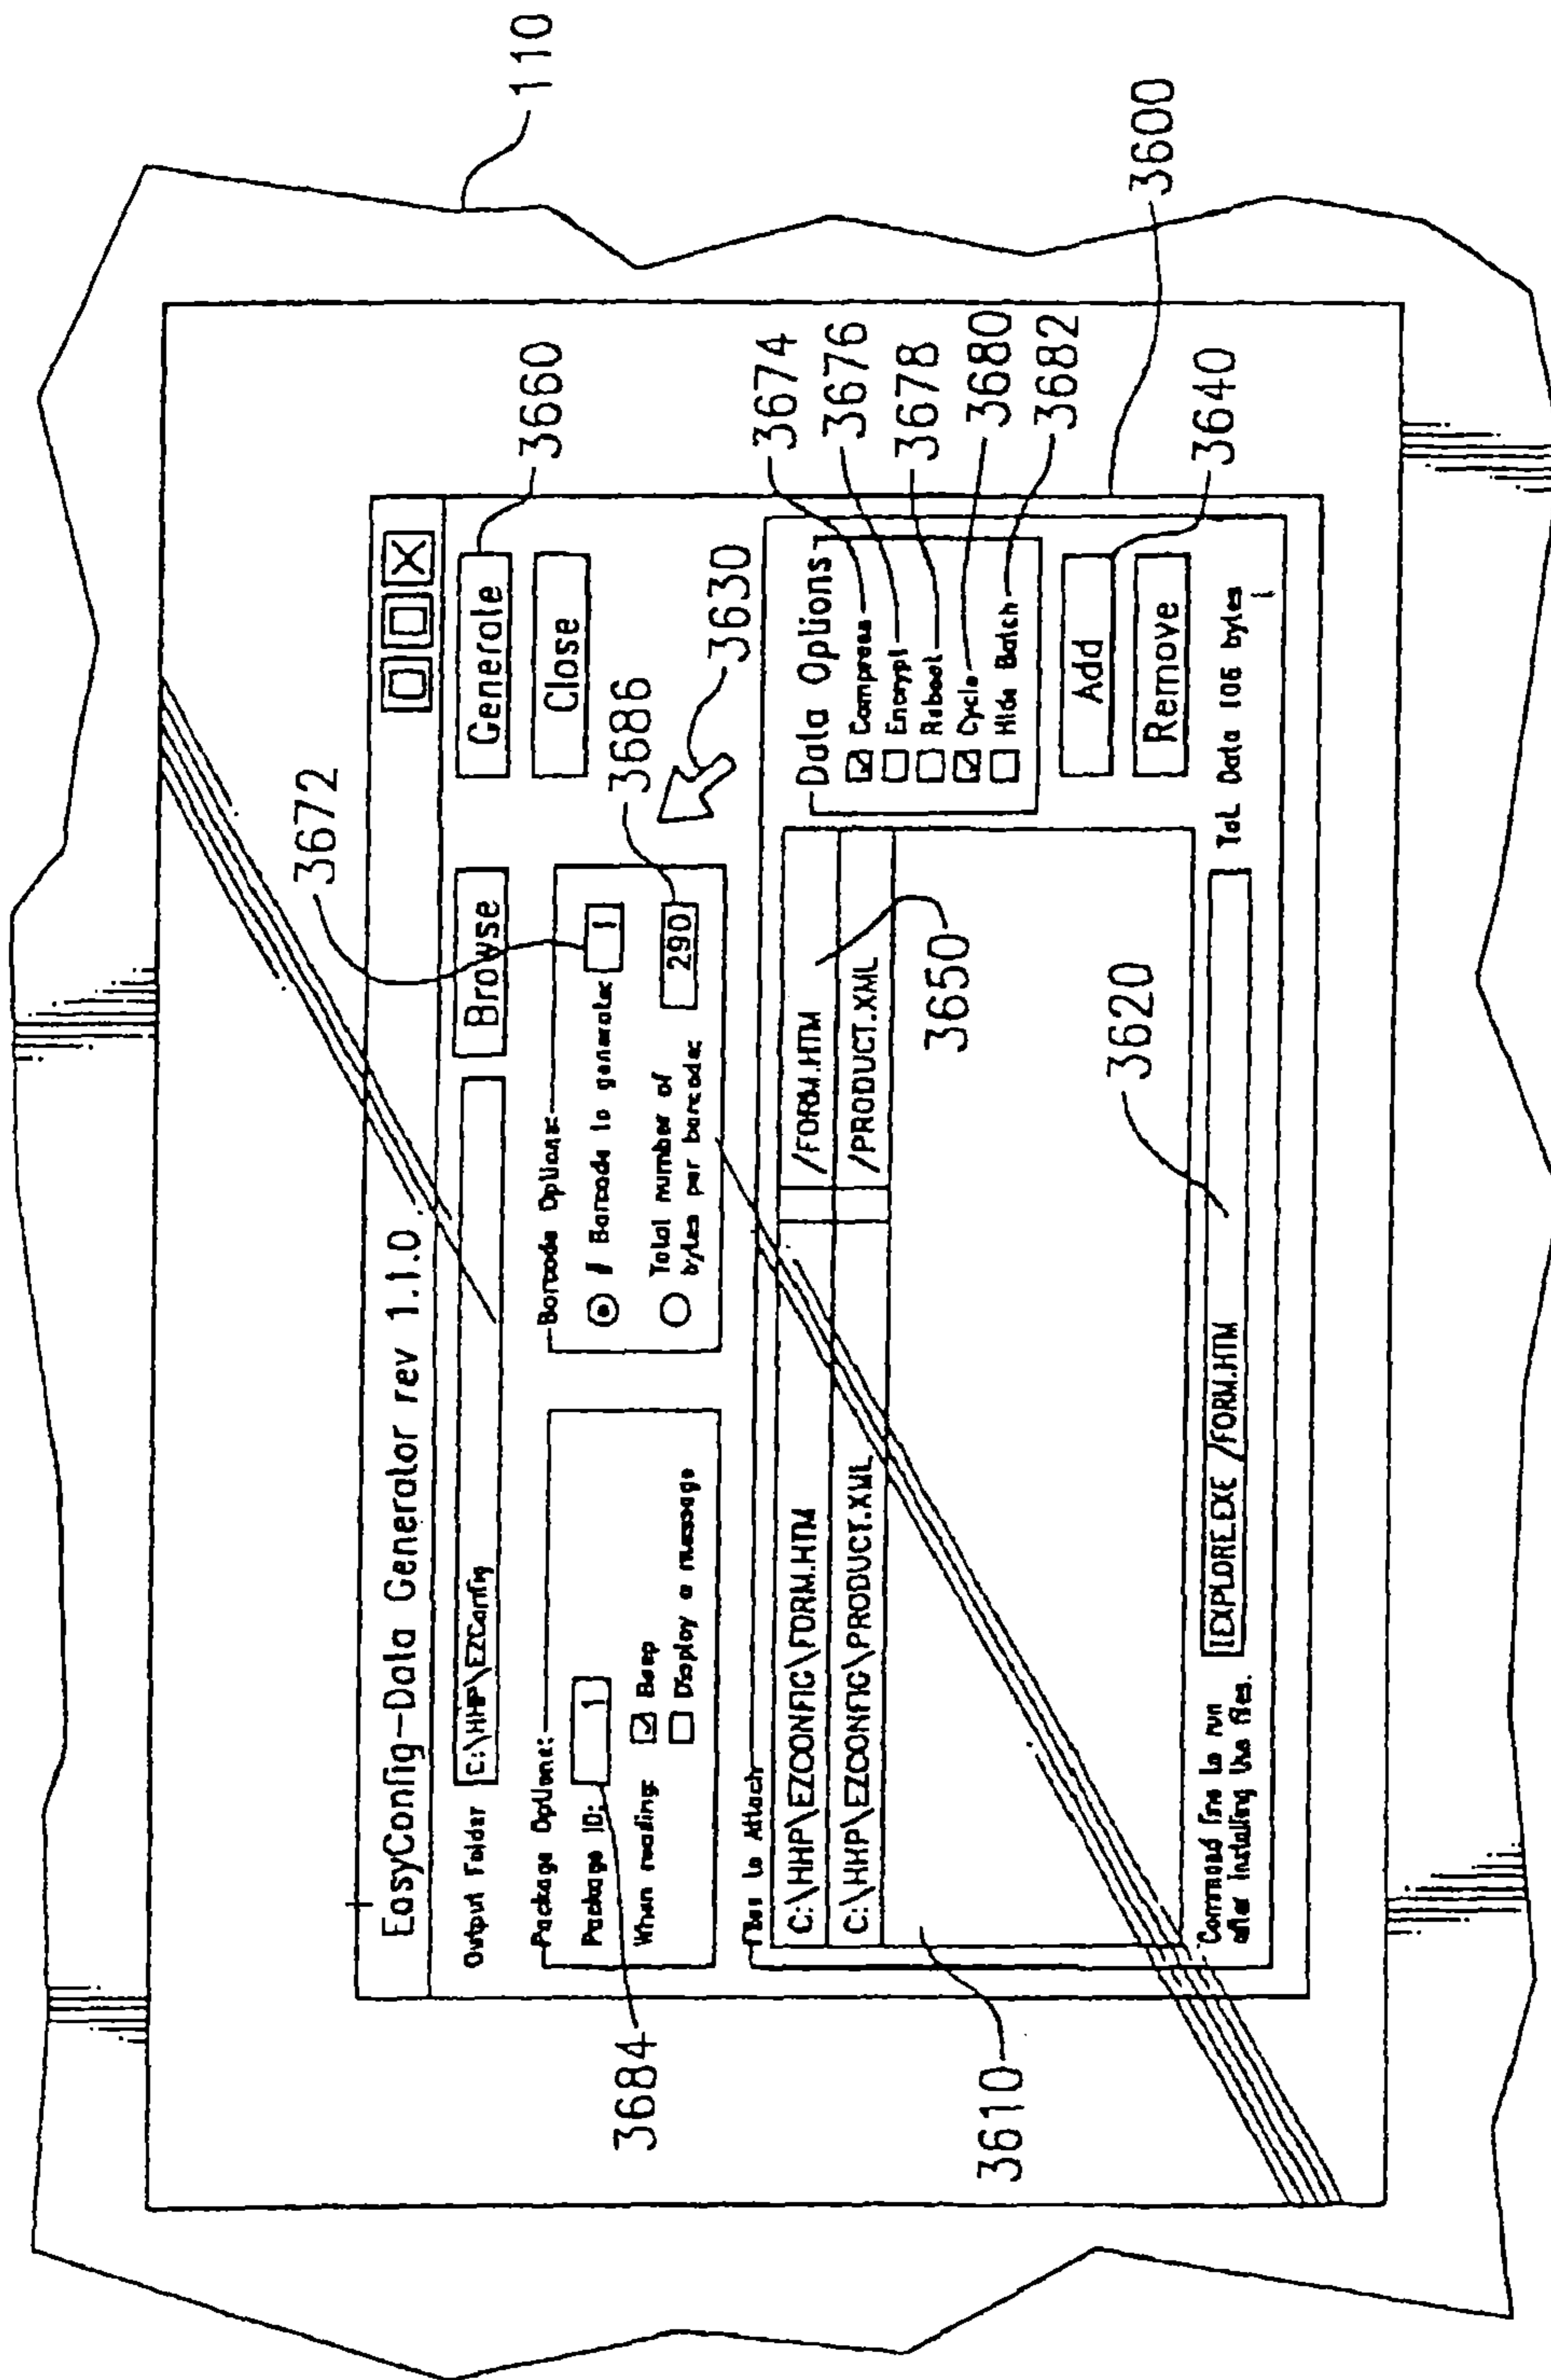 110
EasyConfig-Data Generator rev 1.1.0
Output Folder C:\HHP\EZConfig Browse Generate
Close
3660
3672
3686
3630
Package Options:
Package ID: 1
When reading: Beep
Display a message
3684
Barcode Options:
# Barcode to generate: 1
Total number of
bytes per barcode: 290
Files to Attach
C:\HHP\EZCONFIG\FORM.HTM /FORM.HTM
C:\HHP\EZCONFIG\PRODUCT.XML /PRODUCT.XML
3610
3650
Data Options
Compress 3674
Encrypt 3676
Reboot 3678
Cycle 3680
Hide Batch 3682
Add 3640
Remove
3600
Command line to run
after installing the files.
IEXPLORE.EXE /FORM.HTM
3620
Tot. Data 106 bytes